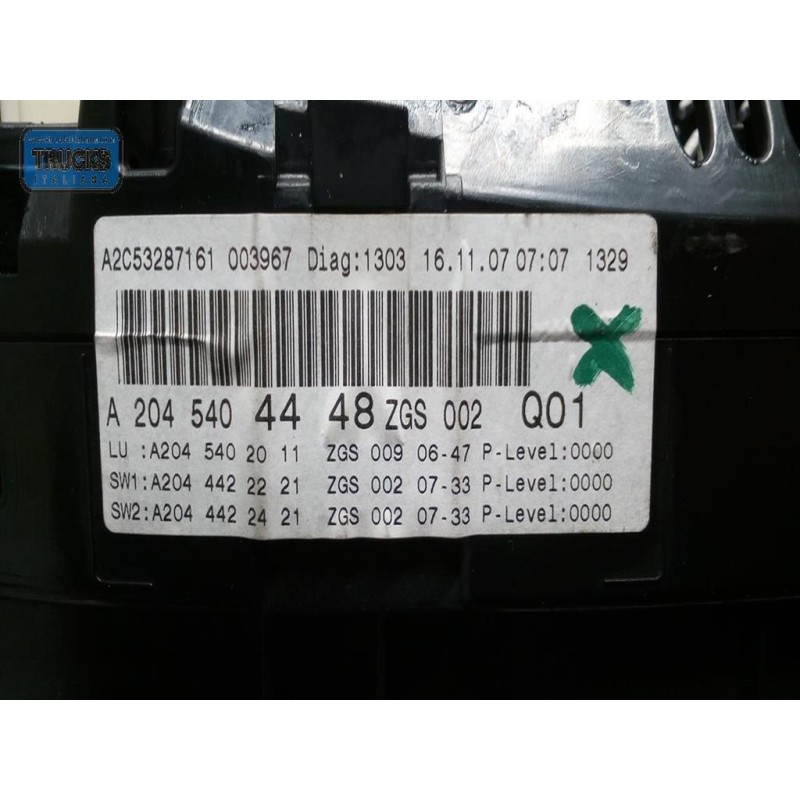 TRUCKS
ITALIANA
A2C53287161 003967 Diag:1303 16.11.07 07:07 1329
A 204 540 44 48 ZGS 002 Q01
LU :A204 540 20 11 ZGS 009 06-47 P-Level:0000
SW1:A204 442 22 21 ZGS 002 07-33 P-Level:0000
SW2:A204 442 24 21 ZGS 002 07-33 P-Level:0000